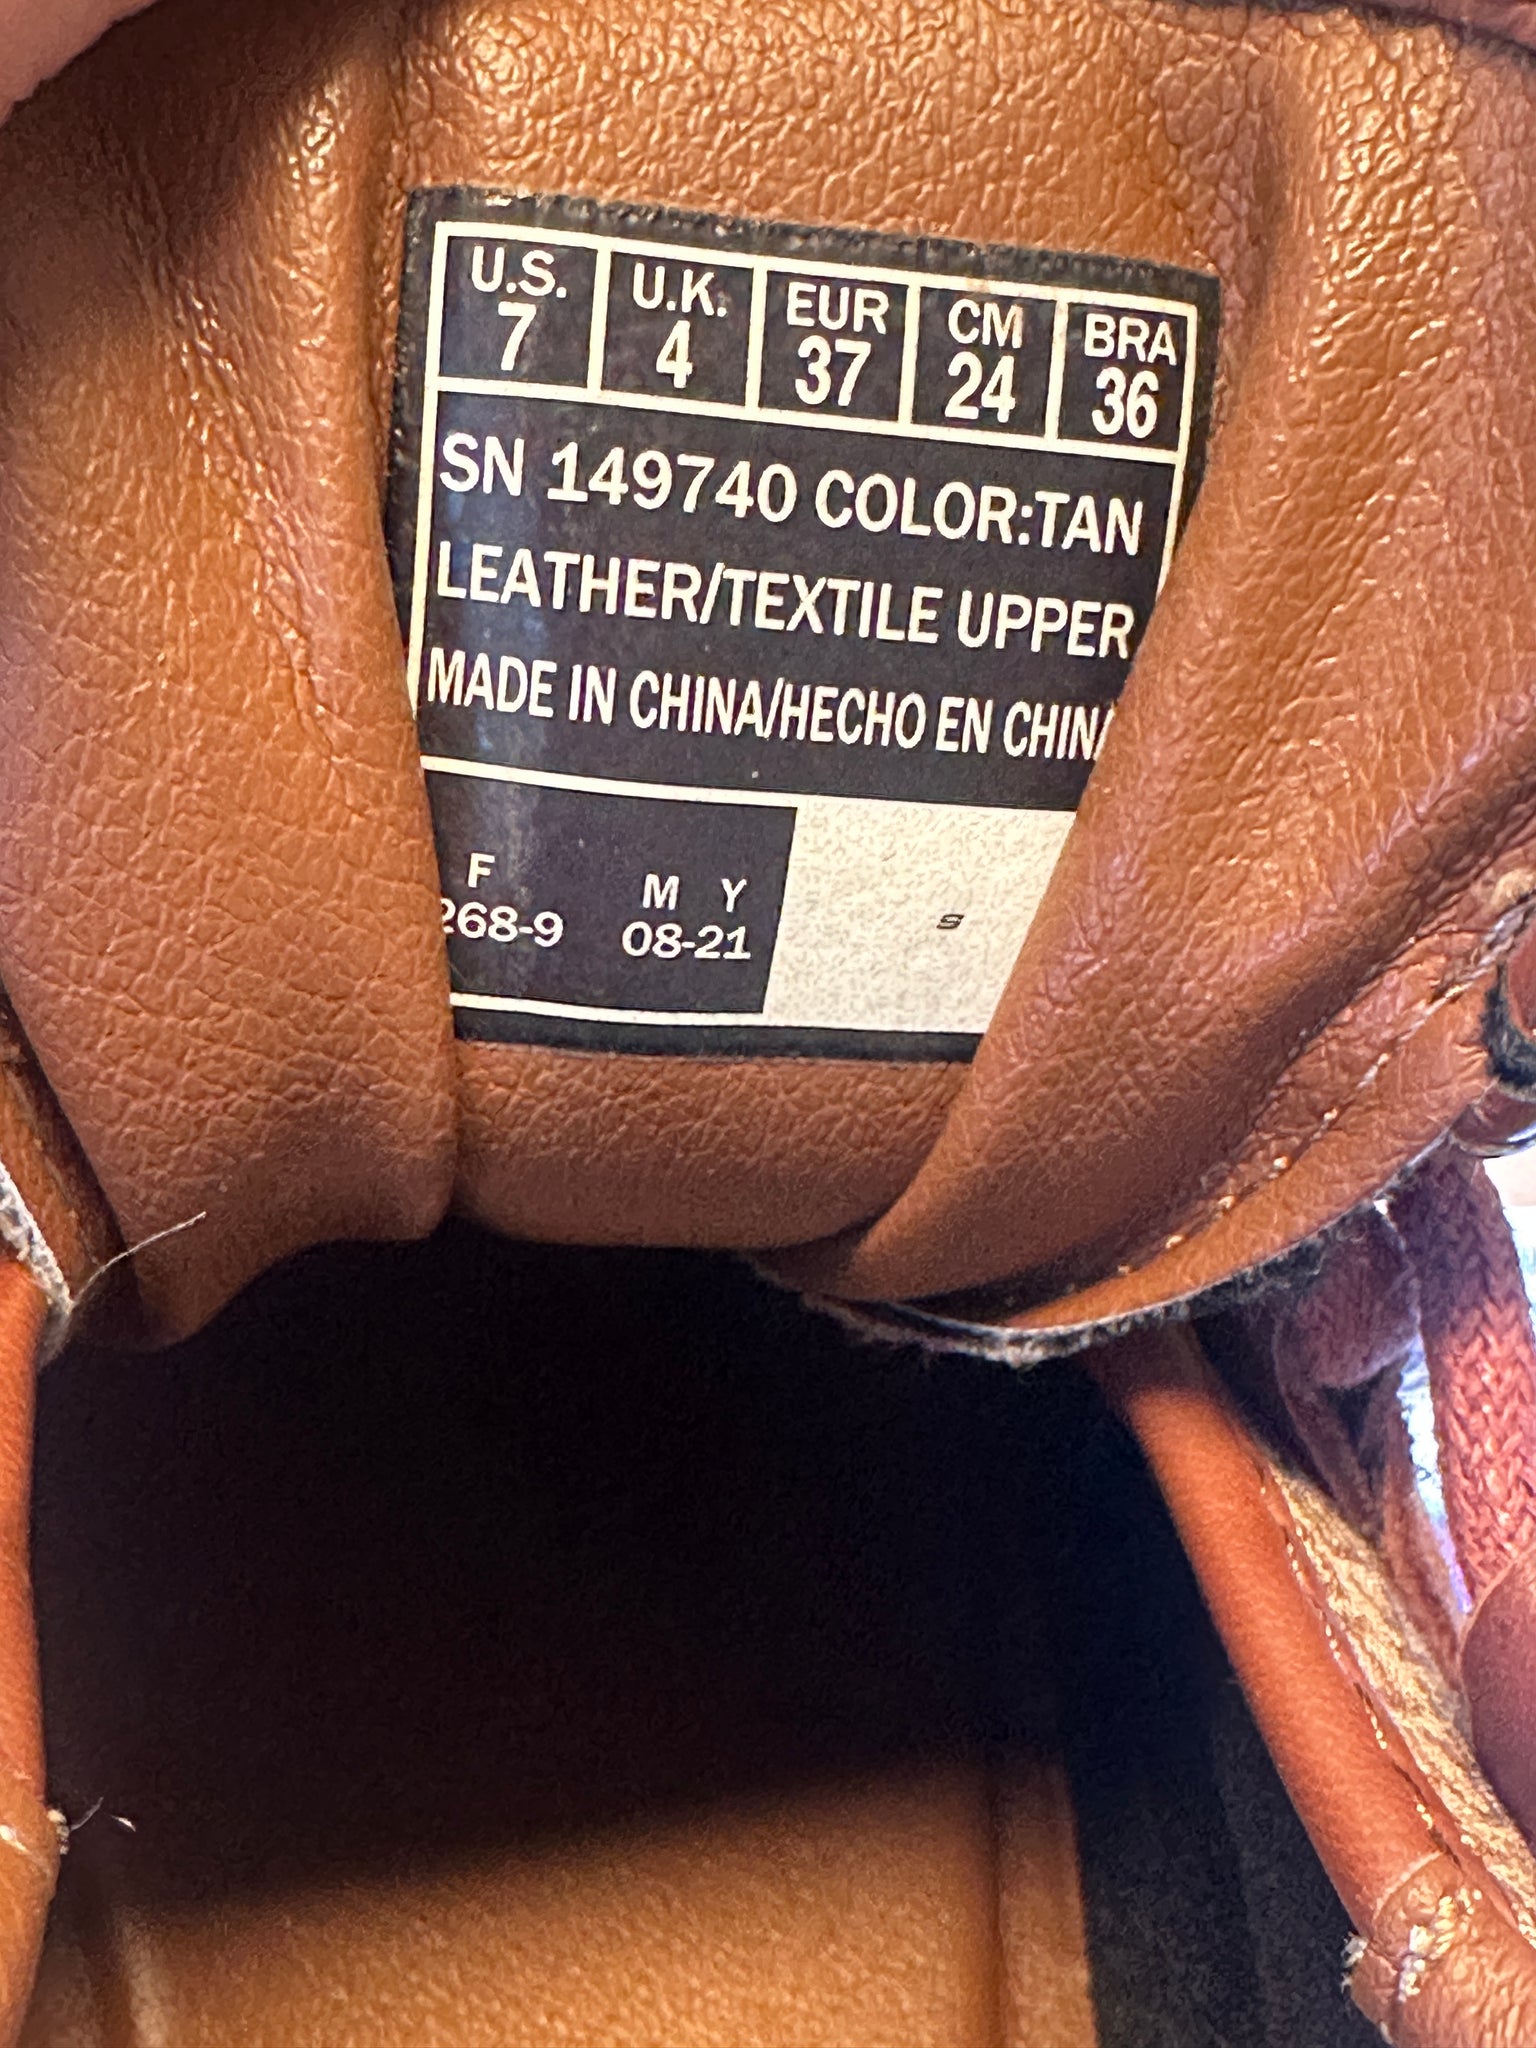 U.S. U.K. EUR CM BRA
7 4 37 24 36
SN 149740 COLOR:TAN
LEATHER/TEXTILE UPPER
MADE IN CHINA/HECHO EN CHINA
F M Y
268-9 08-21
S